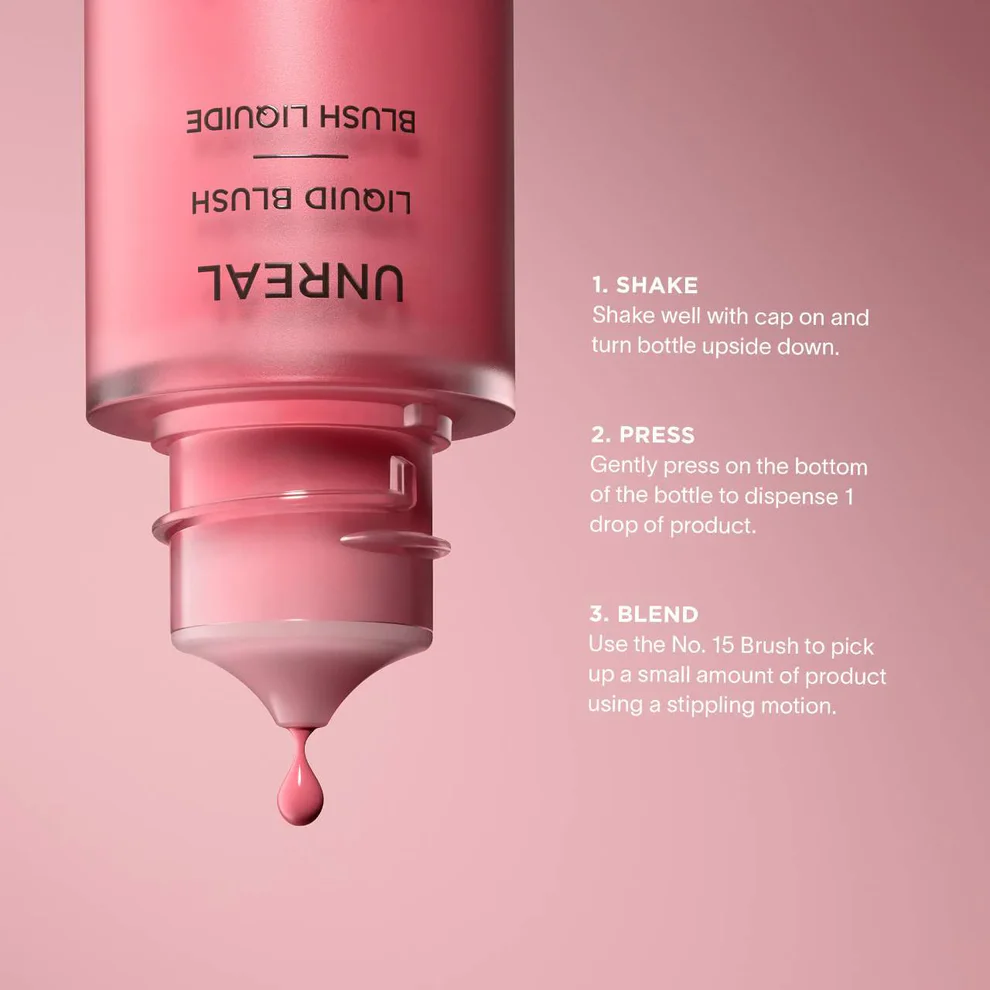 BLUSH LIQUIDE
LIQUID BLUSH
UNREAL
1. SHAKE
Shake well with cap on and
turn bottle upside down.
2. PRESS
Gently press on the bottom
of the bottle to dispense 1
drop of product.
3. BLEND
Use the No. 15 Brush to pick
up a small amount of product
using a stippling motion.